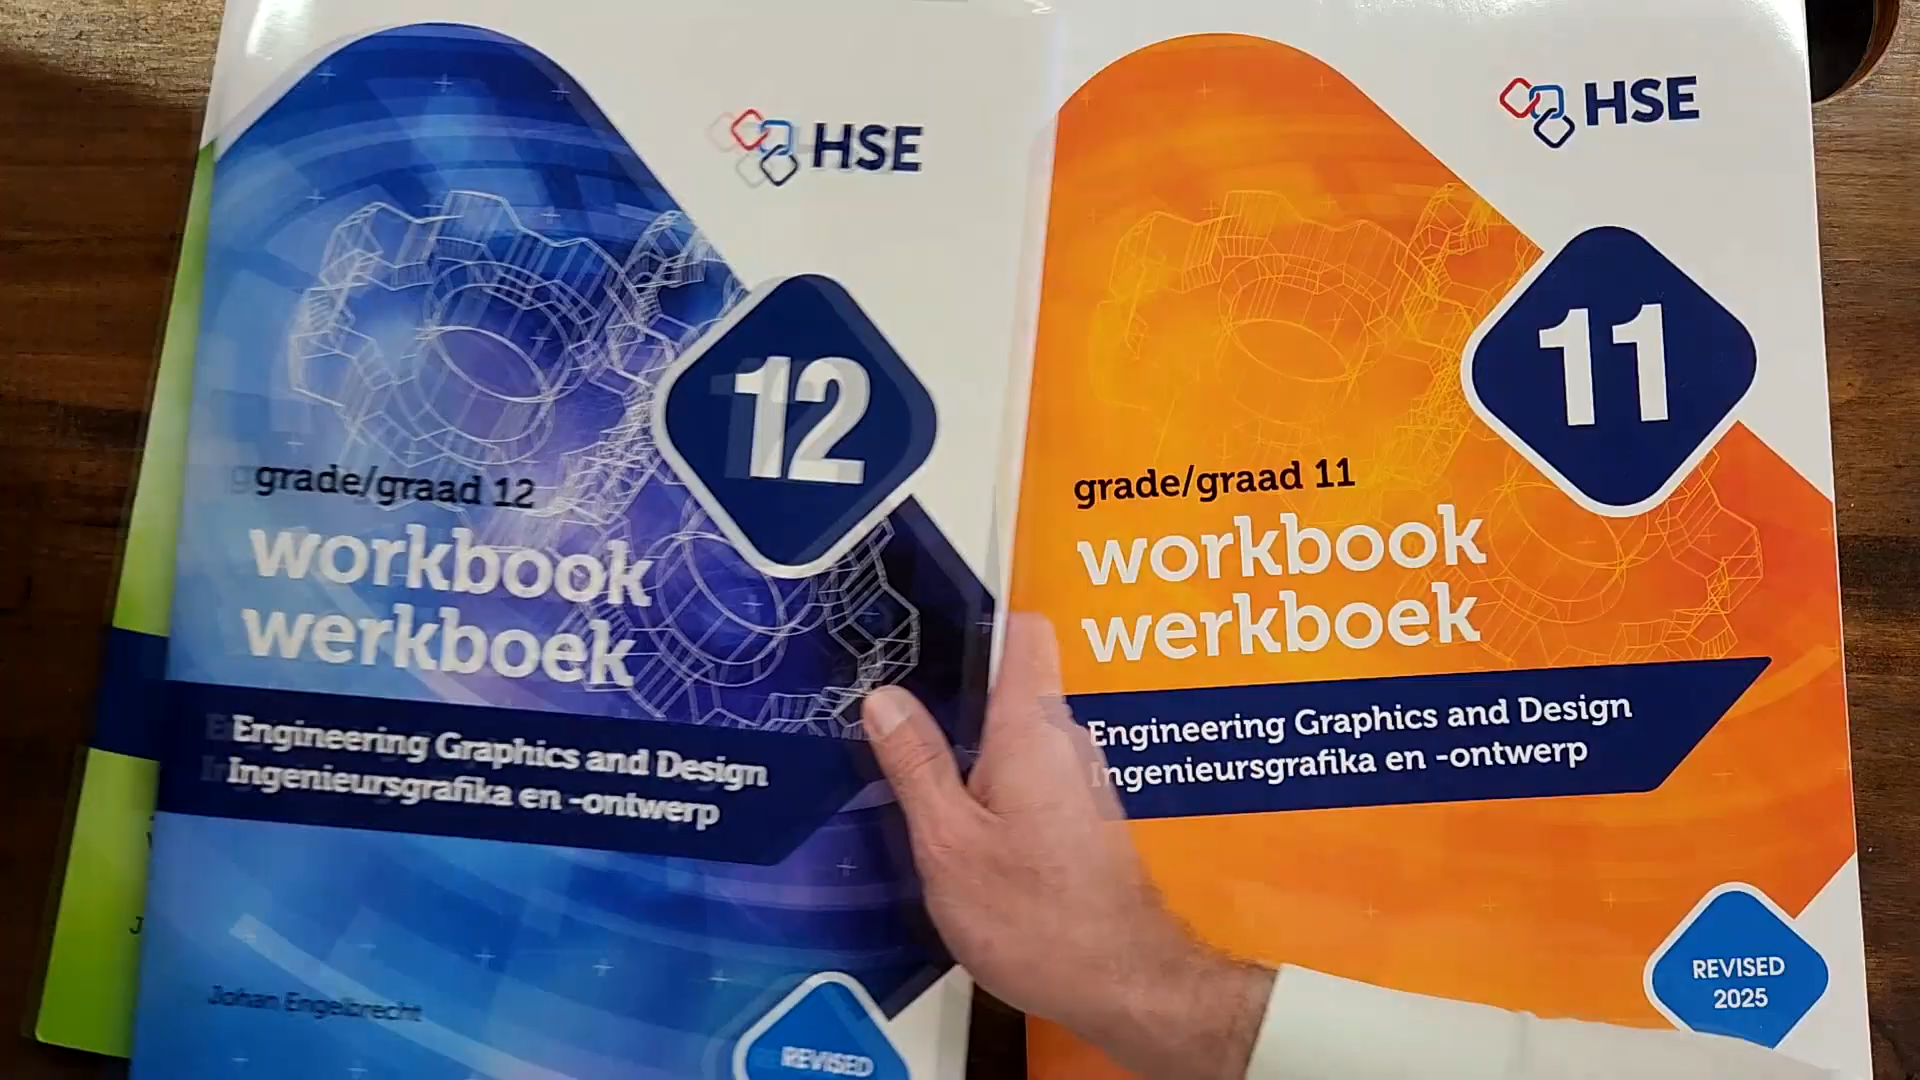 HSE
12
grade/graad 12
workbook
werkboek
Engineering Graphics and Design
Ingenieursgrafika en -ontwerp
Johan Engelbrecht
REVISED
HSE
11
grade/graad 11
workbook
werkboek
Engineering Graphics and Design
Ingenieursgrafika en -ontwerp
REVISED
2025